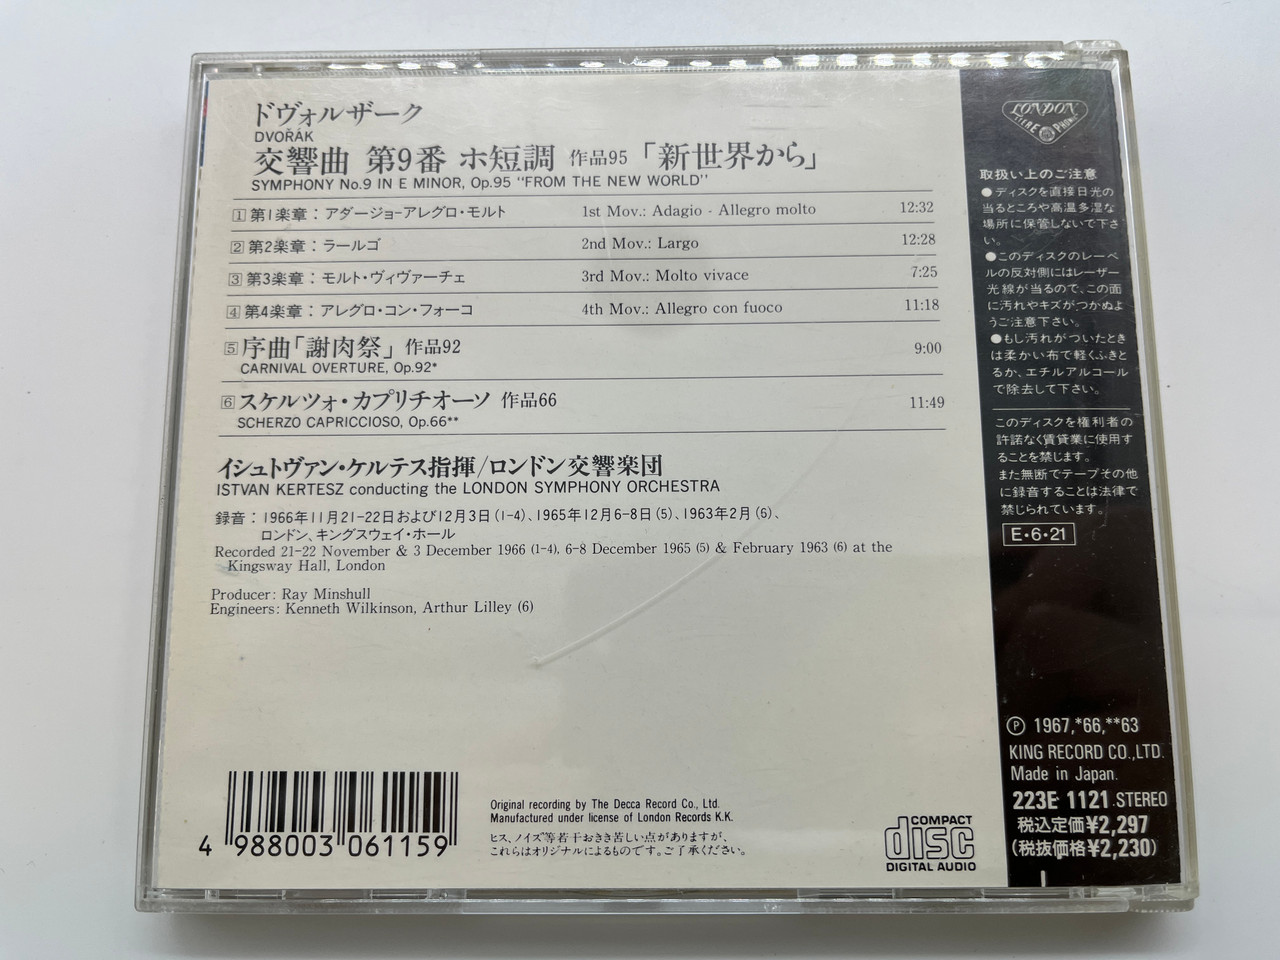 ドヴォルザーク
DVOŘÁK
交響曲 第9番 ホ短調 作品95 「新世界から」
SYMPHONY No.9 IN E MINOR, Op.95 "FROM THE NEW WORLD"
1 第1楽章：アダージョ-アレグロ・モルト 1st Mov.: Adagio - Allegro molto 12:32
2 第2楽章：ラールゴ 2nd Mov.: Largo 12:28
3 第3楽章：モルト・ヴィヴァーチェ 3rd Mov.: Molto vivace 7:25
4 第4楽章：アレグロ・コン・フォーコ 4th Mov.: Allegro con fuoco 11:18
5 序曲「謝肉祭」 作品92 9:00
CARNIVAL OVERTURE, Op.92*
6 スケルツォ・カプリチオーソ 作品66 11:49
SCHERZO CAPRICCIOSO, Op.66**
イシュトヴァン・ケルテス指揮/ロンドン交響楽団
ISTVAN KERTESZ conducting the LONDON SYMPHONY ORCHESTRA
録音：1966年11月21-22日および12月3日(1-4)、1965年12月6-8日(5)、1963年2月(6)、
ロンドン、キングスウェイ・ホール
Recorded 21-22 November & 3 December 1966 (1-4), 6-8 December 1965 (5) & February 1963 (6) at the
Kingsway Hall, London
Producer: Ray Minshull
Engineers: Kenneth Wilkinson, Arthur Lilley (6)
4 988003 061159
Original recording by The Decca Record Co., Ltd.
Manufactured under license of London Records K.K.
ヒス、ノイズ等若干おきき苦しい点がありますが、
これらはオリジナルによるものです。ご了承ください。
COMPACT
disc
DIGITAL AUDIO
LONDON
STEREO PHONIC
取扱い上のご注意
●ディスクを直接日光の
当るところや高温多湿な
場所に保管しないで下さ
い。
●このディスクのレーベ
ルの反対側にはレーザー
光線が当るので、この面
に汚れやキズがつかぬよ
うご注意下さい。
●もし汚れがついたとき
は柔かい布で軽くふきと
るか、エチルアルコール
で除去して下さい。
このディスクを権利者の
許諾なく賃貸業に使用す
ることを禁じます。
また無断でテープその他
に録音することは法律で
禁じられています。
E・6・21
Ⓟ 1967,*66,**63
KING RECORD CO.,LTD.
Made in Japan.
223E 1121 STEREO
税込定価¥2,297
(税抜価格¥2,230)